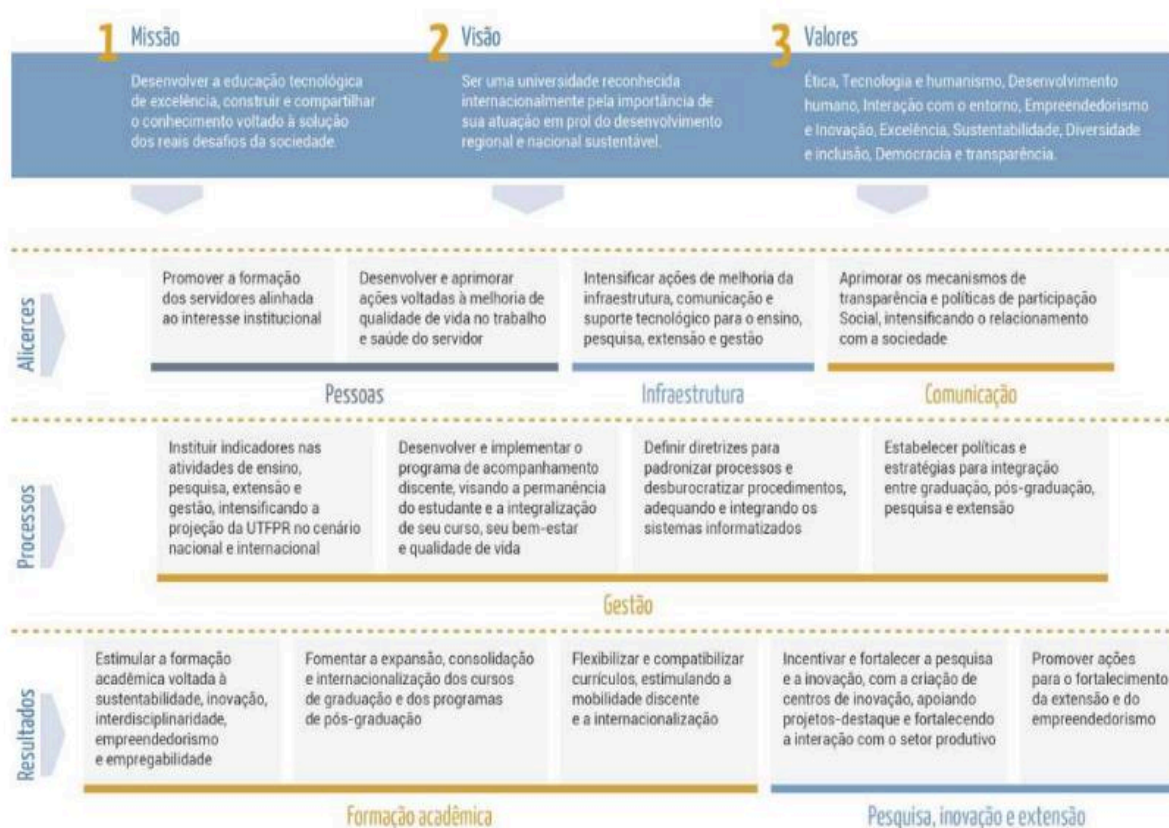 1 Missão
Desenvolver a educação tecnológica
de excelência, construir e compartilhar
o conhecimento voltado à solução
dos reais desafios da sociedade.
2 Visão
Ser uma universidade reconhecida
internacionalmente pela importância de
sua atuação em prol do desenvolvimento
regional e nacional sustentável.
3 Valores
Ética, Tecnologia e humanismo, Desenvolvimento
humano, Interação com o entorno, Empreendedorismo
e Inovação, Excelência, Sustentabilidade, Diversidade
e inclusão, Democracia e transparência.
Alicerces
Promover a formação
dos servidores alinhada
ao interesse institucional
Desenvolver e aprimorar
ações voltadas à melhoria de
qualidade de vida no trabalho
e saúde do servidor
Pessoas
Intensificar ações de melhoria da
infraestrutura, comunicação e
suporte tecnológico para o ensino,
pesquisa, extensão e gestão
Infraestrutura
Aprimorar os mecanismos de
transparência e políticas de participação
Social, intensificando o relacionamento
com a sociedade
Comunicação
Processos
Instituir indicadores nas
atividades de ensino,
pesquisa, extensão e
gestão, intensificando a
projeção da UTFPR no cenário
nacional e internacional
Desenvolver e implementar o
programa de acompanhamento
discente, visando a permanência
do estudante e a integralização
de seu curso, seu bem-estar
e qualidade de vida
Definir diretrizes para
padronizar processos e
desburocratizar procedimentos,
adequando e integrando os
sistemas informatizados
Estabelecer políticas e
estratégias para integração
entre graduação, pós-graduação,
pesquisa e extensão
Gestão
Resultados
Estimular a formação
acadêmica voltada à
sustentabilidade, inovação,
interdisciplinaridade,
empreendedorismo
e empregabilidade
Fomentar a expansão, consolidação
e internacionalização dos cursos
de graduação e dos programas
de pós-graduação
Flexibilizar e compatibilizar
currículos, estimulando a
mobilidade discente
e a internacionalização
Formação acadêmica
Incentivar e fortalecer a pesquisa
e a inovação, com a criação de
centros de inovação, apoiando
projetos-destaque e fortalecendo
a interação com o setor produtivo
Promover ações
para o fortalecimento
da extensão e do
empreendedorismo
Pesquisa, inovação e extensão